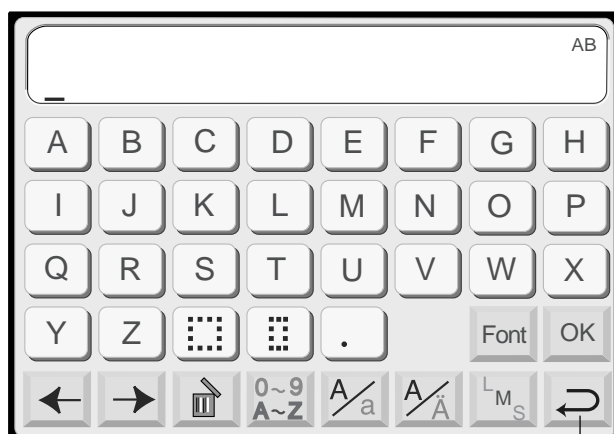 AB
A B C D E F G H
I J K L M N O P
Q R S T U V W X
Y Z . Font OK
0~9 A/a A/Ä L M S
A~Z